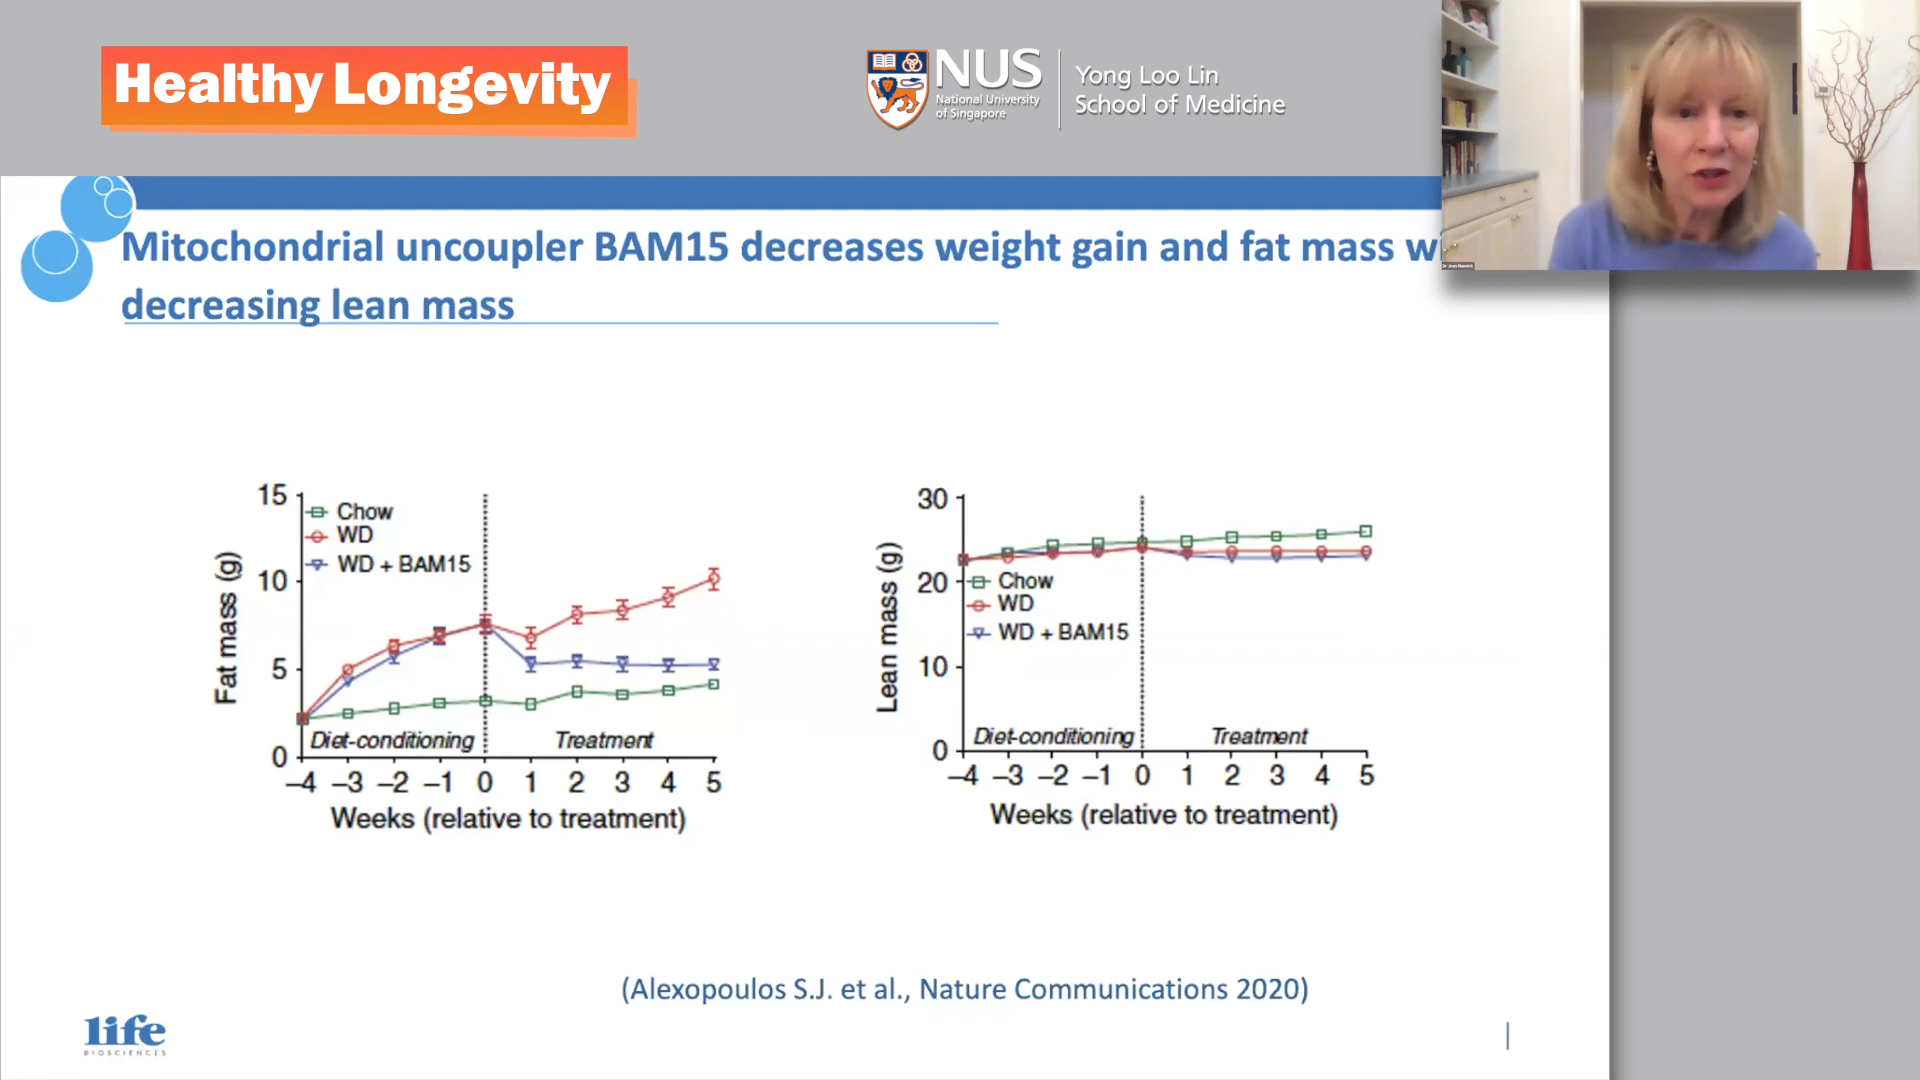 Healthy Longevity
NUS
National University
of Singapore
Yong Loo Lin
School of Medicine
Mitochondrial uncoupler BAM15 decreases weight gain and fat mass wi
decreasing lean mass
15
10
5
0
Fat mass (g)
Chow
WD
WD + BAM15
Diet-conditioning
Treatment
–4 –3 –2 –1 0 1 2 3 4 5
Weeks (relative to treatment)
30
20
10
0
Lean mass (g)
Chow
WD
WD + BAM15
Diet-conditioning
Treatment
–4 –3 –2 –1 0 1 2 3 4 5
Weeks (relative to treatment)
(Alexopoulos S.J. et al., Nature Communications 2020)
life
BIOSCIENCES